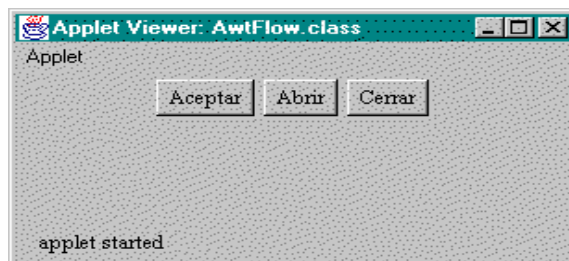 Applet Viewer: AwtFlow.class
Applet
Aceptar Abrir Cerrar
applet started